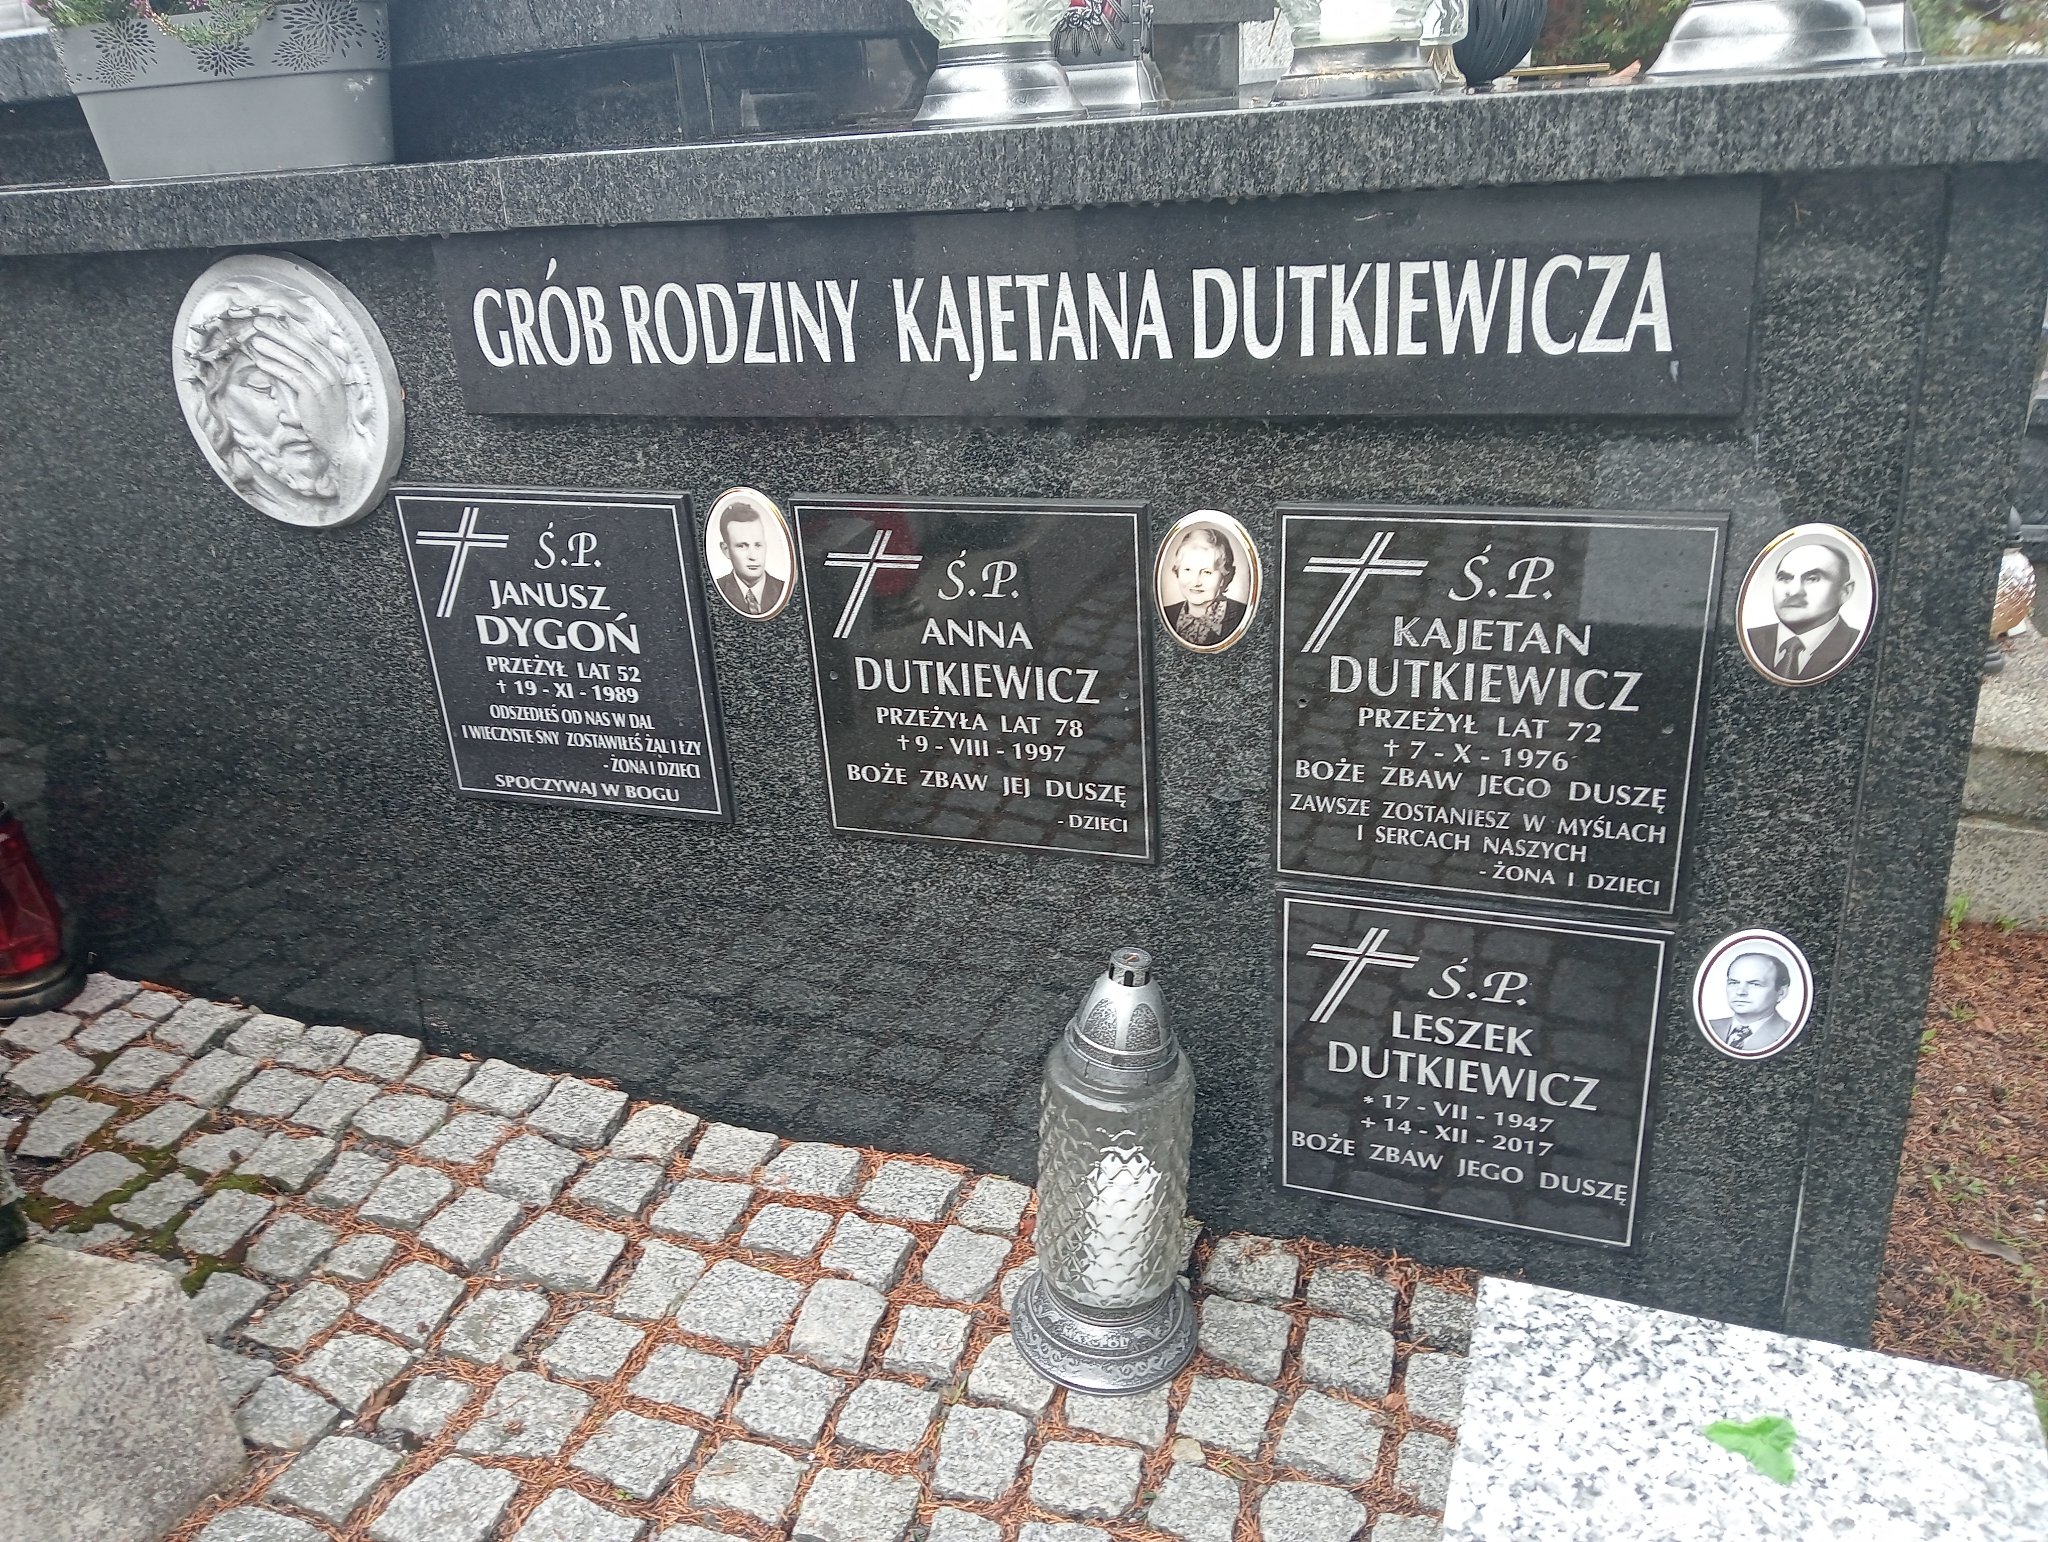 GRÓB RODZINY KAJETANA DUTKIEWICZA
Ś.P.
JANUSZ
DYGOŃ
PRZEŻYŁ LAT 52
† 19 - XI - 1989
ODSZEDŁEŚ OD NAS W DAL
I WIECZYSTE SNY ZOSTAWIŁEŚ ŻAL I ŁZY
- ŻONA I DZIECI
SPOCZYWAJ W BOGU
Ś.P.
ANNA
DUTKIEWICZ
PRZEŻYŁA LAT 78
† 9 - VIII - 1997
BOŻE ZBAW JEJ DUSZĘ
- DZIECI
Ś.P.
KAJETAN
DUTKIEWICZ
PRZEŻYŁ LAT 72
† 7 - X - 1976
BOŻE ZBAW JEGO DUSZĘ
ZAWSZE ZOSTANIESZ W MYŚLACH
I SERCACH NASZYCH
- ŻONA I DZIECI
Ś.P.
LESZEK
DUTKIEWICZ
* 17 - VII - 1947
+ 14 - XII - 2017
BOŻE ZBAW JEGO DUSZĘ